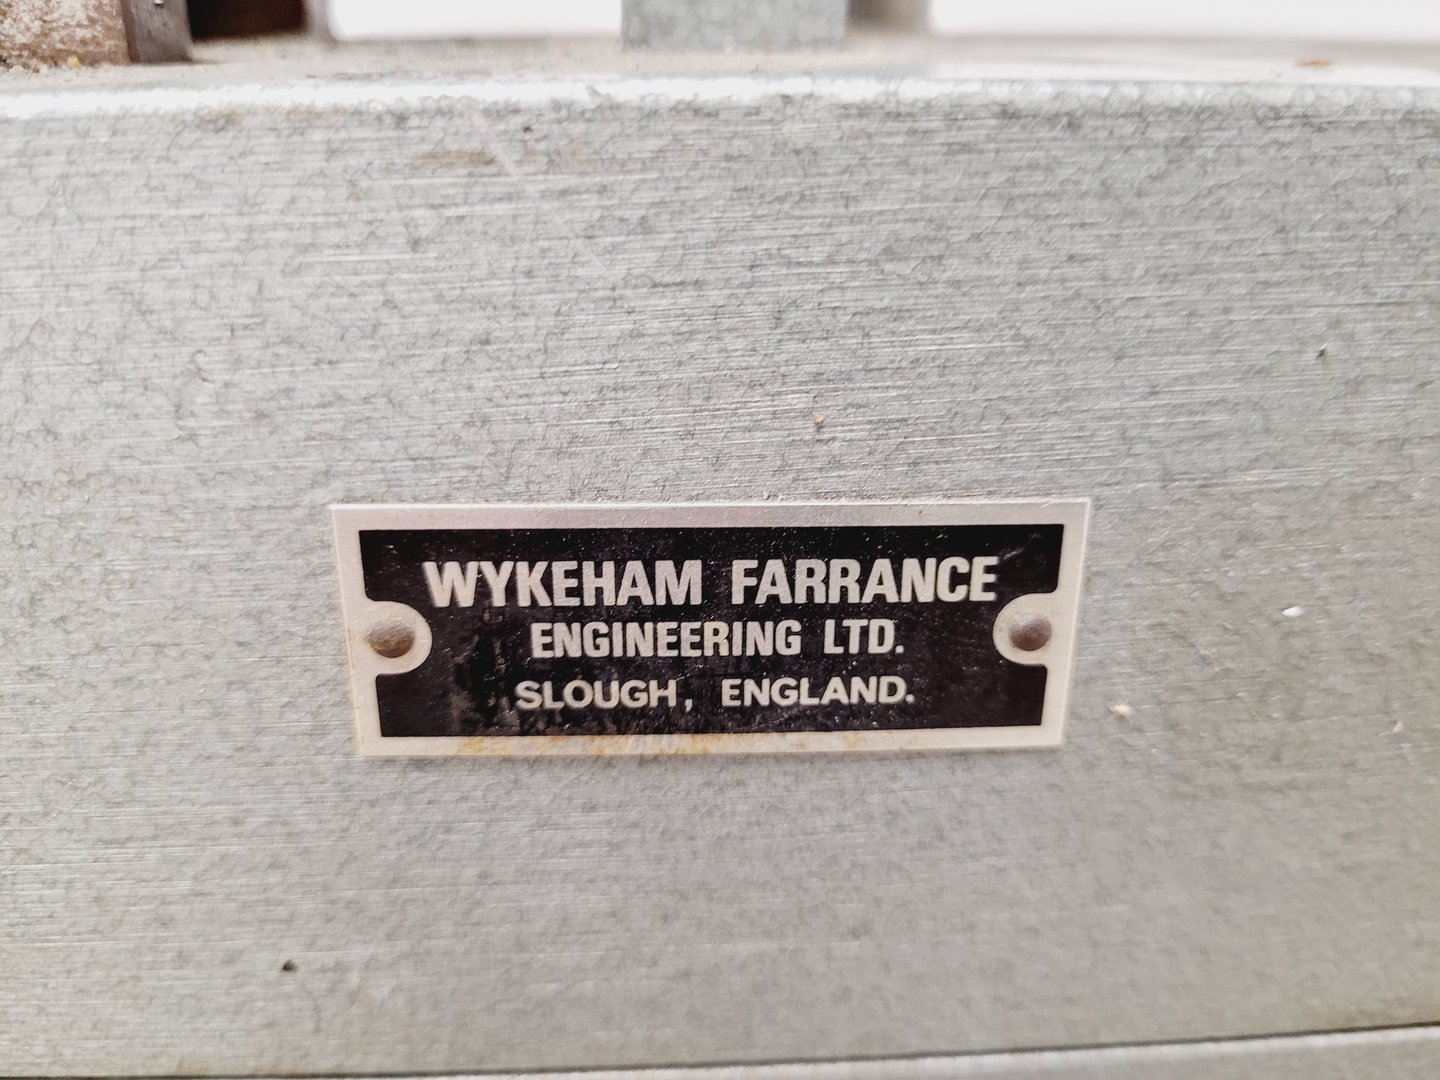 WYKEHAM FARRANCE
ENGINEERING LTD.
SLOUGH, ENGLAND.